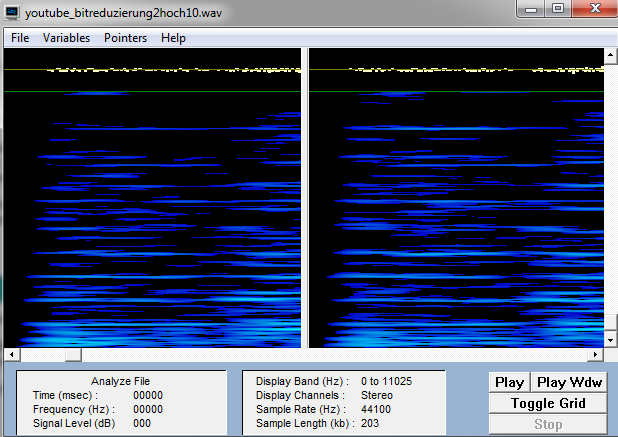 youtube_bitreduzierung2hoch10.wav
File Variables Pointers Help
Analyze File
Time (msec) : 00000
Frequency (Hz) : 00000
Signal Level (dB) 000
Display Band (Hz) : 0 to 11025
Display Channels : Stereo
Sample Rate (Hz) : 44100
Sample Length (kb) : 203
Play Play Wdw
Toggle Grid
Stop